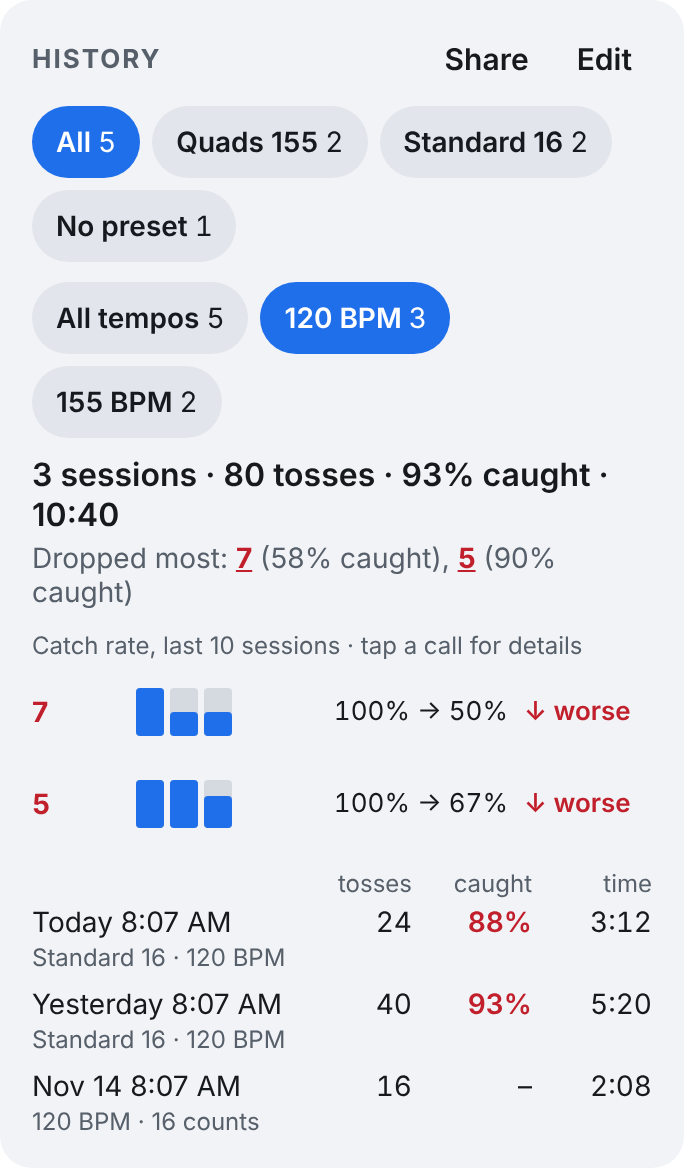 HISTORY Share Edit
All 5 Quads 155 2 Standard 16 2
No preset 1
All tempos 5 120 BPM 3
155 BPM 2
3 sessions · 80 tosses · 93% caught ·
10:40
Dropped most: 7 (58% caught), 5 (90%
caught)
Catch rate, last 10 sessions · tap a call for details
7 100% → 50% ↓ worse
5 100% → 67% ↓ worse
tosses caught time
Today 8:07 AM 24 88% 3:12
Standard 16 · 120 BPM
Yesterday 8:07 AM 40 93% 5:20
Standard 16 · 120 BPM
Nov 14 8:07 AM 16 – 2:08
120 BPM · 16 counts